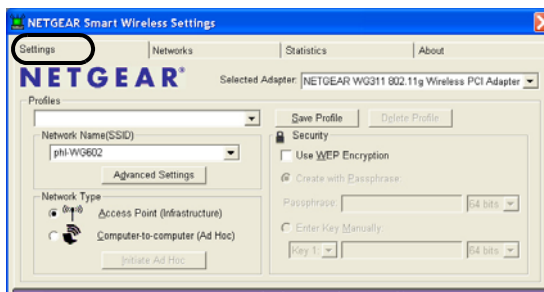 NETGEAR Smart Wireless Settings
Settings Networks Statistics About
NETGEAR® Selected Adapter: NETGEAR WG311 802.11g Wireless PCI Adapter
Profiles
Save Profile Delete Profile
Network Name(SSID)
phl-WG602
Advanced Settings
Network Type
Access Point (Infrastructure)
Computer-to-computer (Ad Hoc)
Initiate Ad Hoc
Security
Use WEP Encryption
Create with Passphrase:
Passphrase: 64 bits
Enter Key Manually:
Key 1: 64 bits